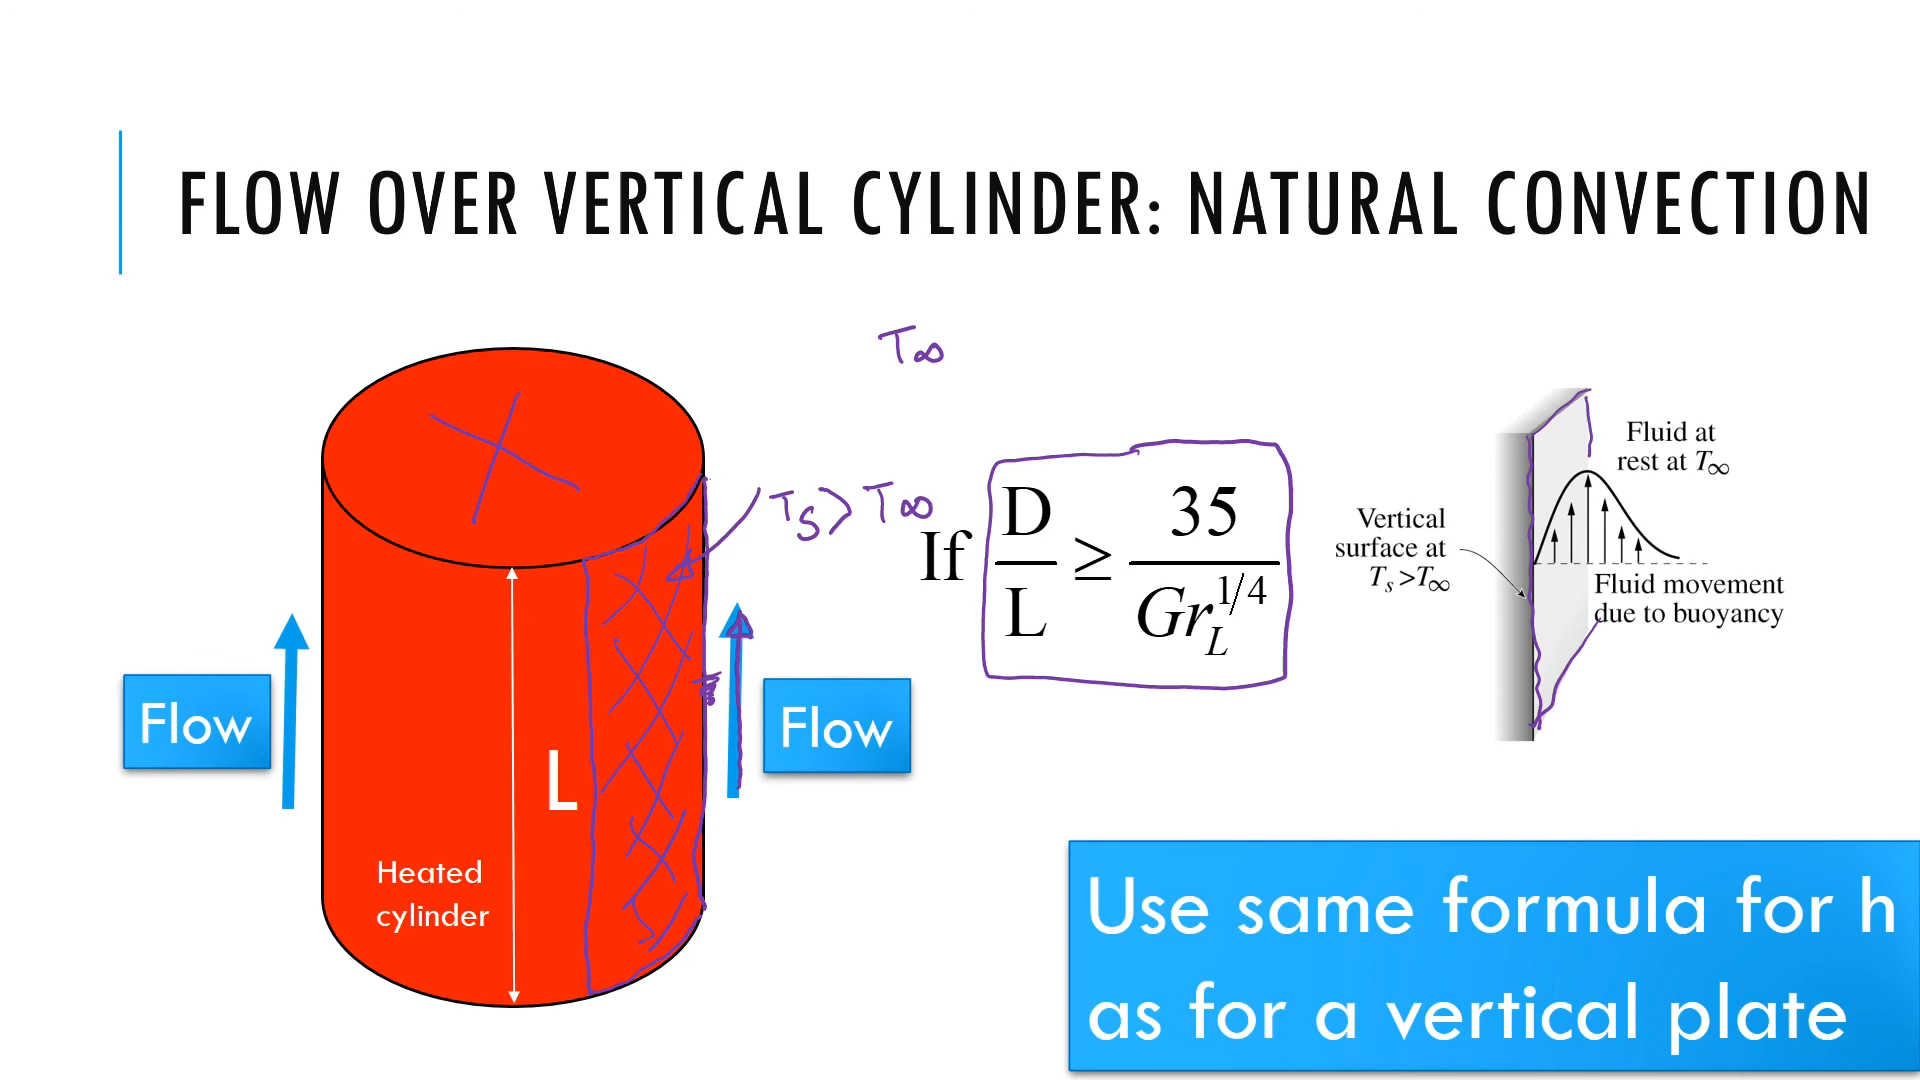 FLOW OVER VERTICAL CYLINDER: NATURAL CONVECTION
T∞
Ts > T∞
If D/L ≥ 35/Gr_L^1/4
Fluid at
rest at T∞
Vertical
surface at
Ts >T∞
Fluid movement
due to buoyancy
Flow
Flow
L
Heated
cylinder
Use same formula for h
as for a vertical plate